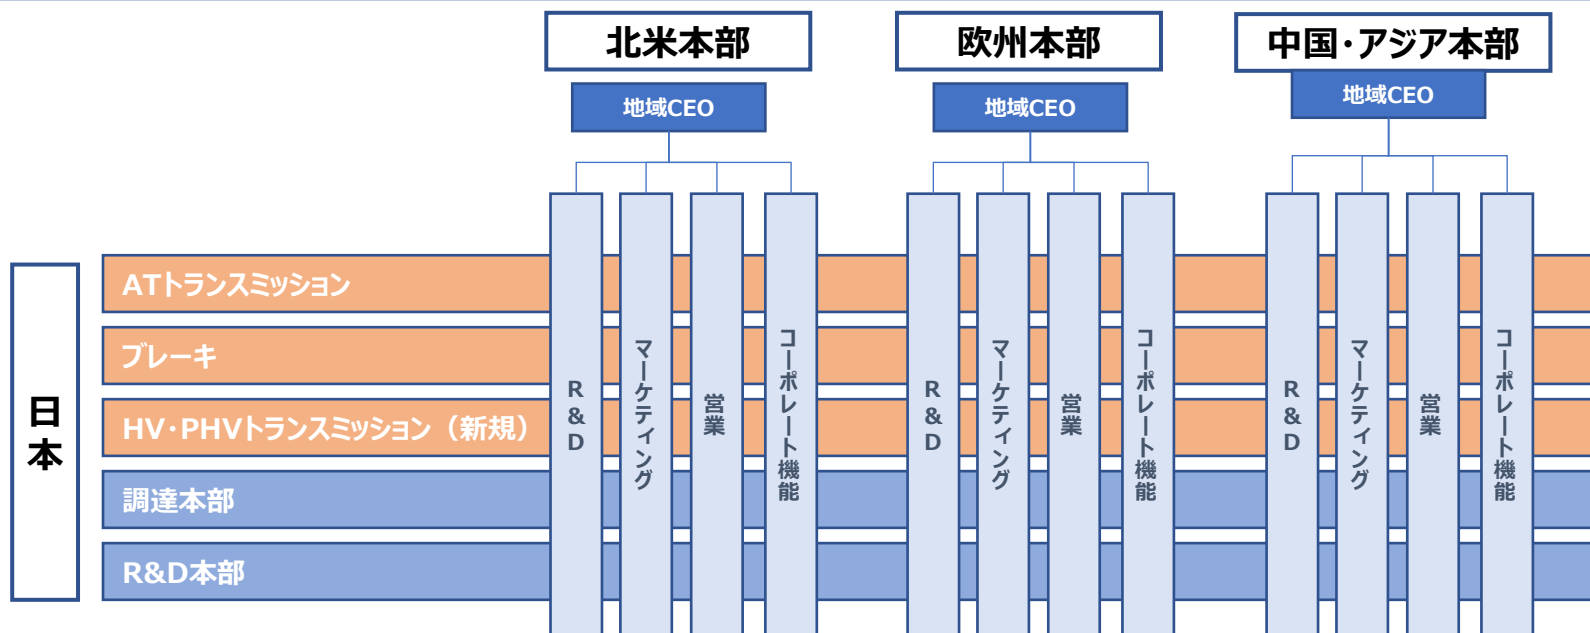 北米本部
欧州本部
中国・アジア本部
地域CEO
地域CEO
地域CEO
日本
ATトランスミッション
ブレーキ
HV・PHVトランスミッション（新規）
調達本部
R&D本部
R&D
マーケティング
営業
コーポレート機能
R&D
マーケティング
営業
コーポレート機能
R&D
マーケティング
営業
コーポレート機能